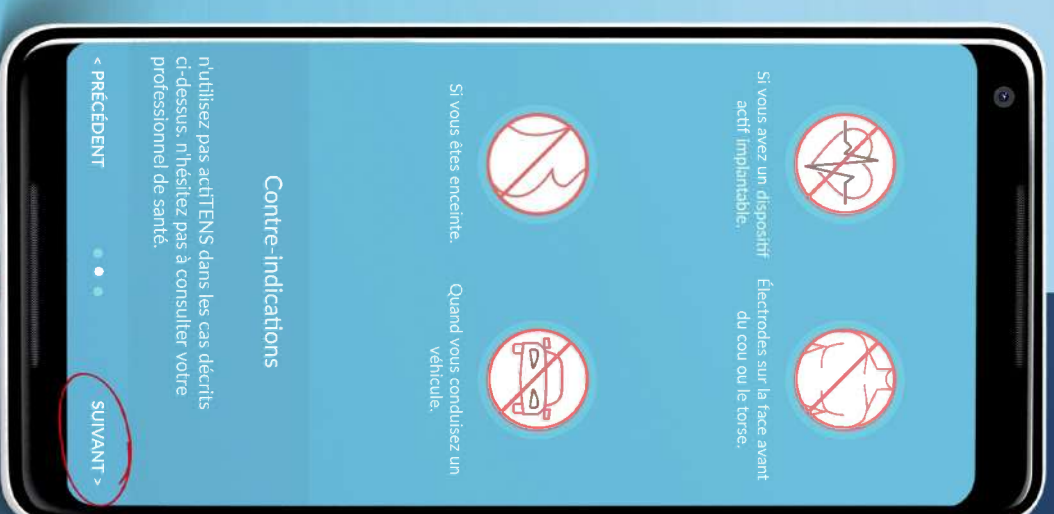 Si vous avez un dispositif
actif implantable.
Électrodes sur la face avant
du cou ou le torse.
Si vous êtes enceinte.
Quand vous conduisez un
véhicule.
Contre-indications
n'utilisez pas actiTENS dans les cas décrits
ci-dessus. n'hésitez pas à consulter votre
professionnel de santé.
< PRÉCÉDENT
SUIVANT >